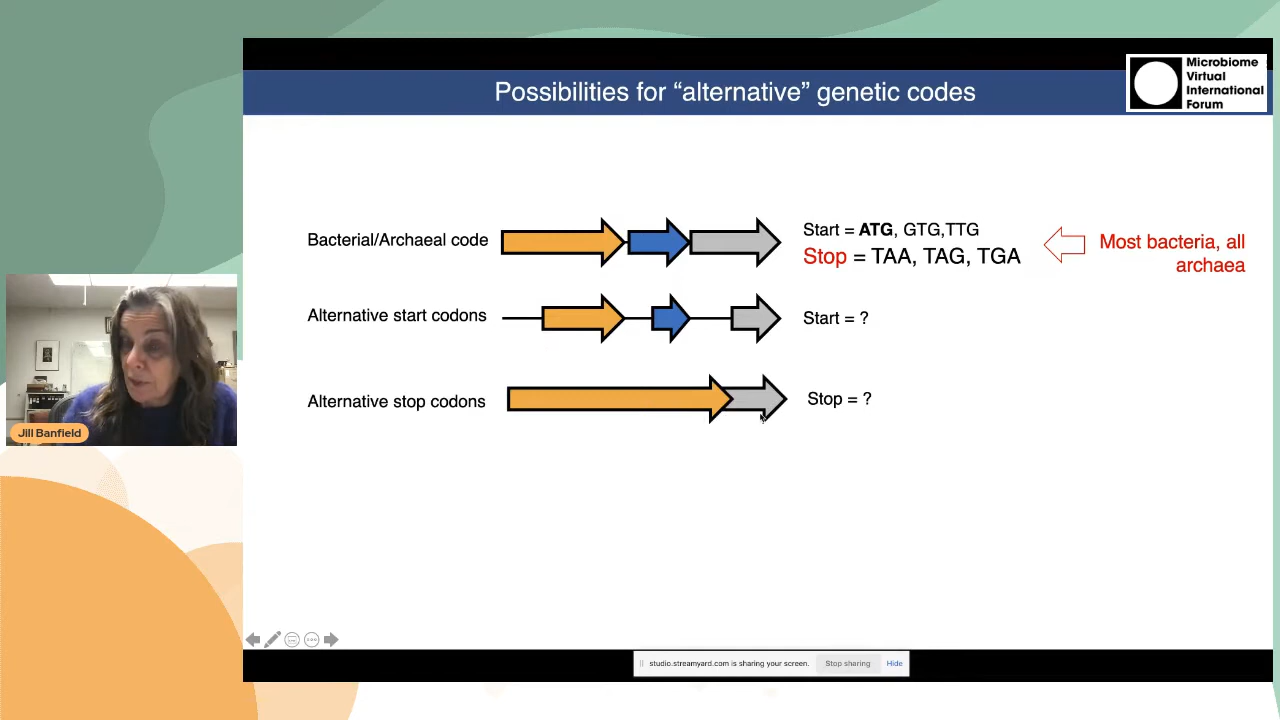 Possibilities for “alternative” genetic codes
Microbiome
Virtual
International
Forum
Bacterial/Archaeal code
Start = ATG, GTG,TTG
Stop = TAA, TAG, TGA
Most bacteria, all
archaea
Alternative start codons
Start = ?
Alternative stop codons
Stop = ?
Jill Banfield
studio.streamyard.com is sharing your screen.
Stop sharing
Hide